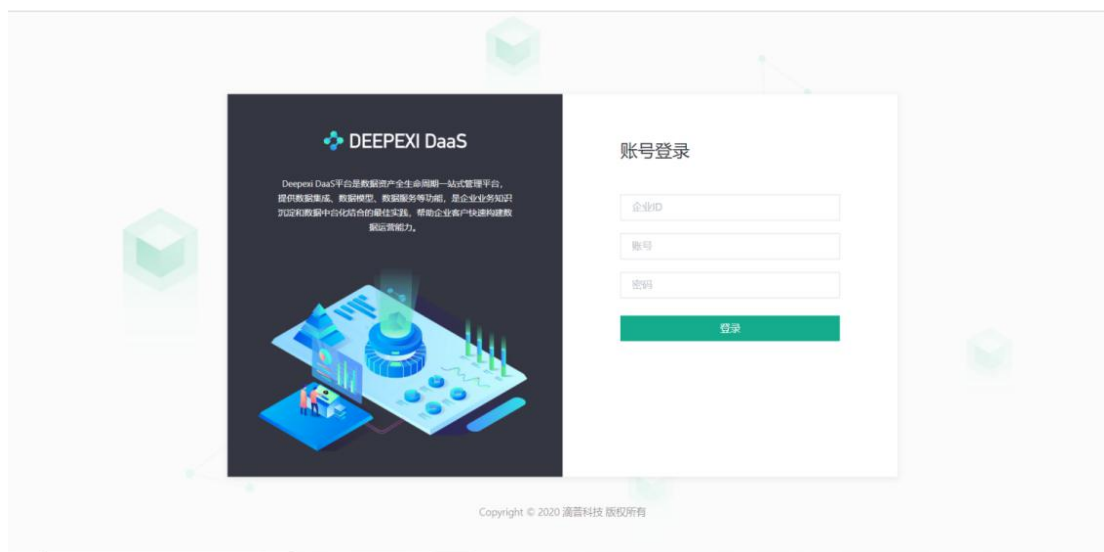 DEEPEXI DaaS
Deepexi DaaS平台是数据资产全生命周期一站式管理平台，
提供数据集成、数据模型、数据服务等功能，是企业业务知识
沉淀和数据中台化结合的最佳实践，帮助企业客户快速构建数
据运营能力。
账号登录
企业ID
账号
密码
登录
Copyright © 2020 滴普科技 版权所有